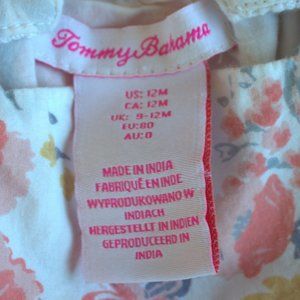 Tommy Bahama
US: 12M
CA: 12M
UK: 9-12M
EU:80
AU:0
MADE IN INDIA
FABRIQUÉ EN INDE
WYPRODUKOWANO W
INDIACH
HERGESTELLT IN INDIEN
GEPRODUCEERD IN
INDIA